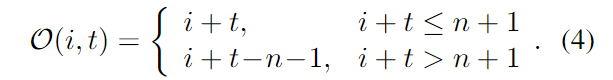 𝒪(i, t) = { i + t, i + t ≤ n + 1
i + t−n−1, i + t > n + 1 . (4)